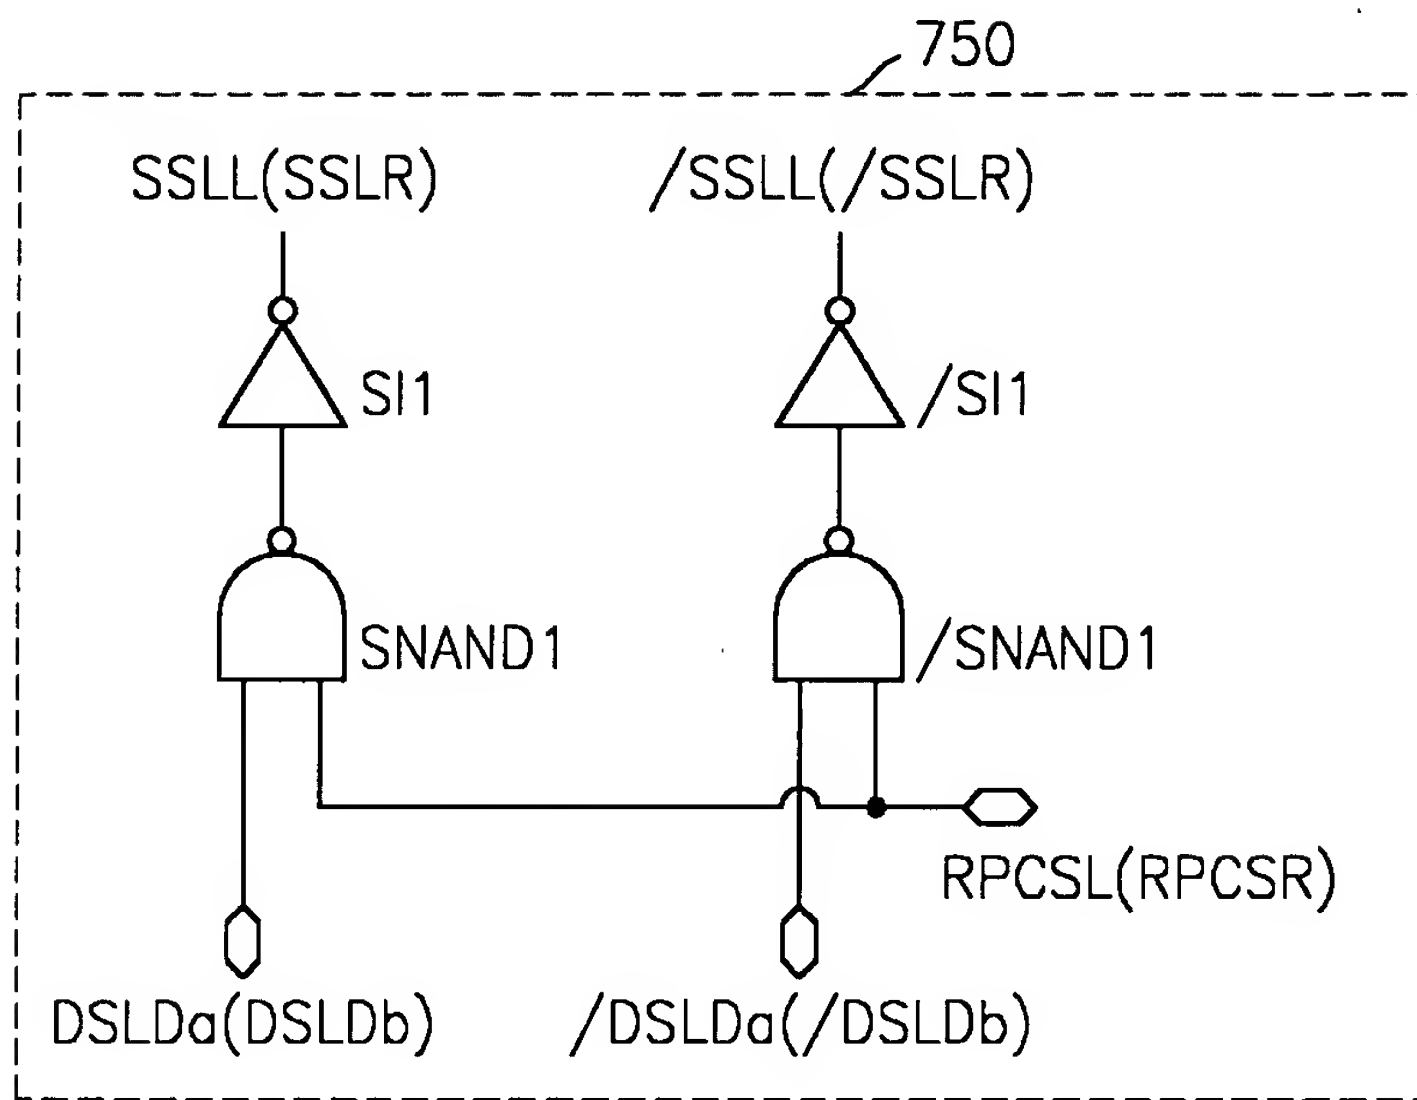 750
SSLL(SSLR) /SSLL(/SSLR)
SI1 /SI1
SNAND1 /SNAND1
RPCSL(RPCSR)
DSLDa(DSLDb) /DSLDa(/DSLDb)